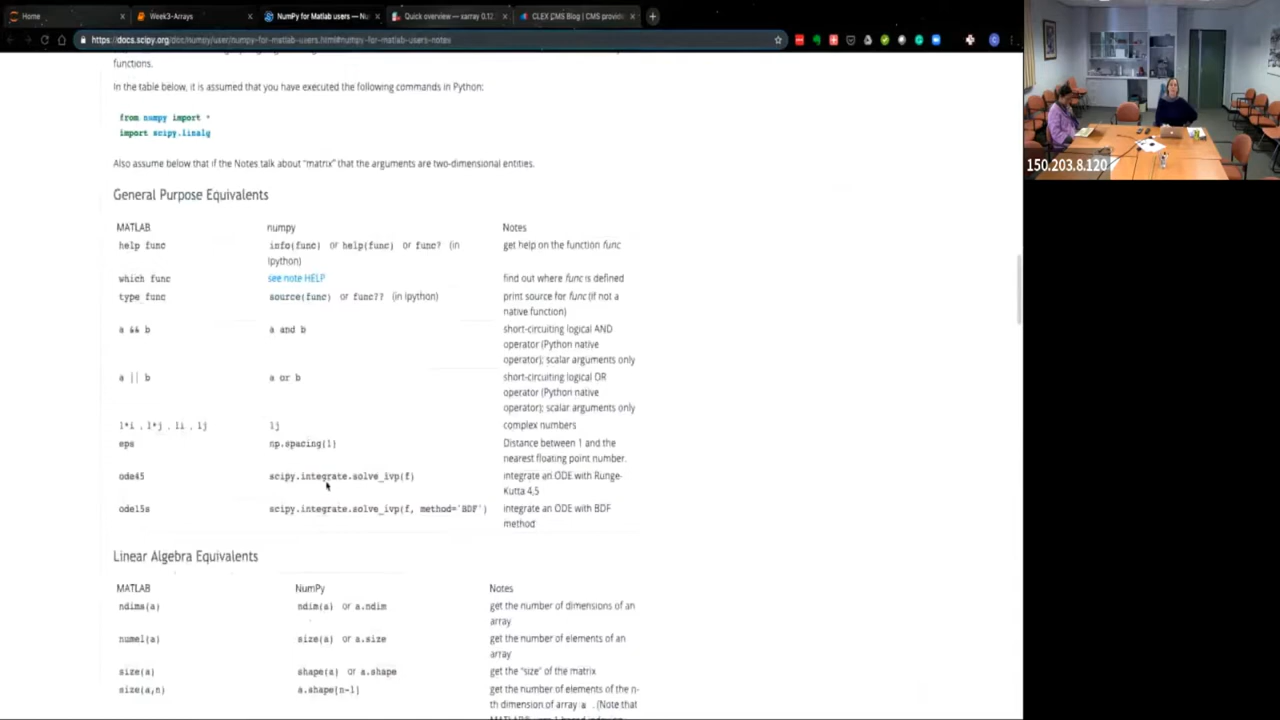 Home
Week3-Arrays
NumPy for Matlab users — Nu
Quick overview — xarray 0.12.
CLEX CMS Blog | CMS provide
https://docs.scipy.org/doc/numpy/user/numpy-for-matlab-users.html#numpy-for-matlab-users-notes
functions.
In the table below, it is assumed that you have executed the following commands in Python:
from numpy import *
import scipy.linalg
Also assume below that if the Notes talk about "matrix" that the arguments are two-dimensional entities.
General Purpose Equivalents
MATLAB numpy Notes
help func info(func) or help(func) or func? (in get help on the function func
Ipython)
which func see note HELP find out where func is defined
type func source(func) or func?? (in Ipython) print source for func (if not a
native function)
a && b a and b short-circuiting logical AND
operator (Python native
operator); scalar arguments only
a || b a or b short-circuiting logical OR
operator (Python native
operator); scalar arguments only
1*i , 1*j , 1i , 1j 1j complex numbers
eps np.spacing(1) Distance between 1 and the
nearest floating point number.
ode45 scipy.integrate.solve_ivp(f) integrate an ODE with Runge-
Kutta 4,5
ode15s scipy.integrate.solve_ivp(f, method='BDF') integrate an ODE with BDF
method
Linear Algebra Equivalents
MATLAB NumPy Notes
ndims(a) ndim(a) or a.ndim get the number of dimensions of an
array
numel(a) size(a) or a.size get the number of elements of an
array
size(a) shape(a) or a.shape get the "size" of the matrix
size(a,n) a.shape[n-1] get the number of elements of the n-
th dimension of array a . (Note that
150.203.8.120